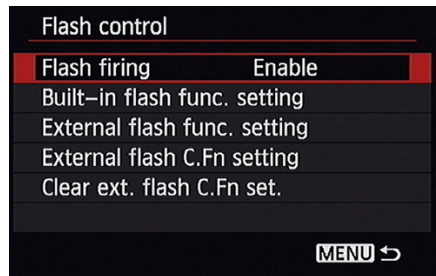 Flash control
Flash firing Enable
Built-in flash func. setting
External flash func. setting
External flash C.Fn setting
Clear ext. flash C.Fn set.
MENU